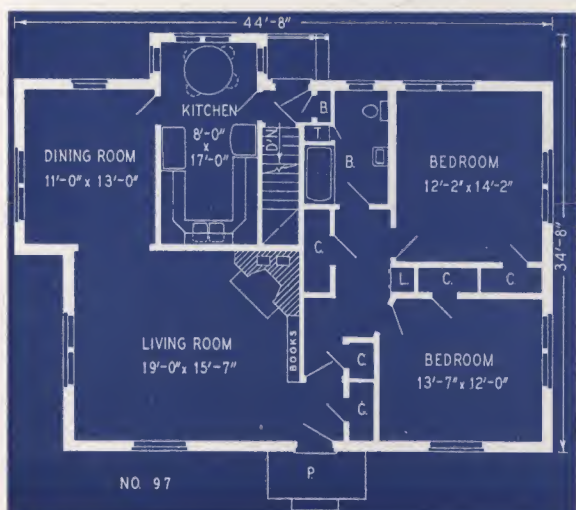 44'-8"
KITCHEN
8'-0"
x
17'-0"
B.
T.
D'N
B.
DINING ROOM
11'-0" x 13'-0"
BEDROOM
12'-2" x 14'-2"
34'-8"
C.
L.
C.
C.
LIVING ROOM
19'-0" x 15'-7"
BOOKS
C.
C.
BEDROOM
13'-7" x 12'-0"
P.
NO. 97